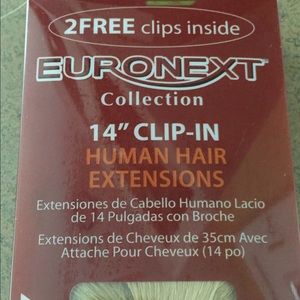 2FREE clips inside
EURONEXT
Collection
14” CLIP-IN
HUMAN HAIR
EXTENSIONS
Extensiones de Cabello Humano Lacio
de 14 Pulgadas con Broche
Extensions de Cheveux de 35cm Avec
Attache Pour Cheveux (14 po)